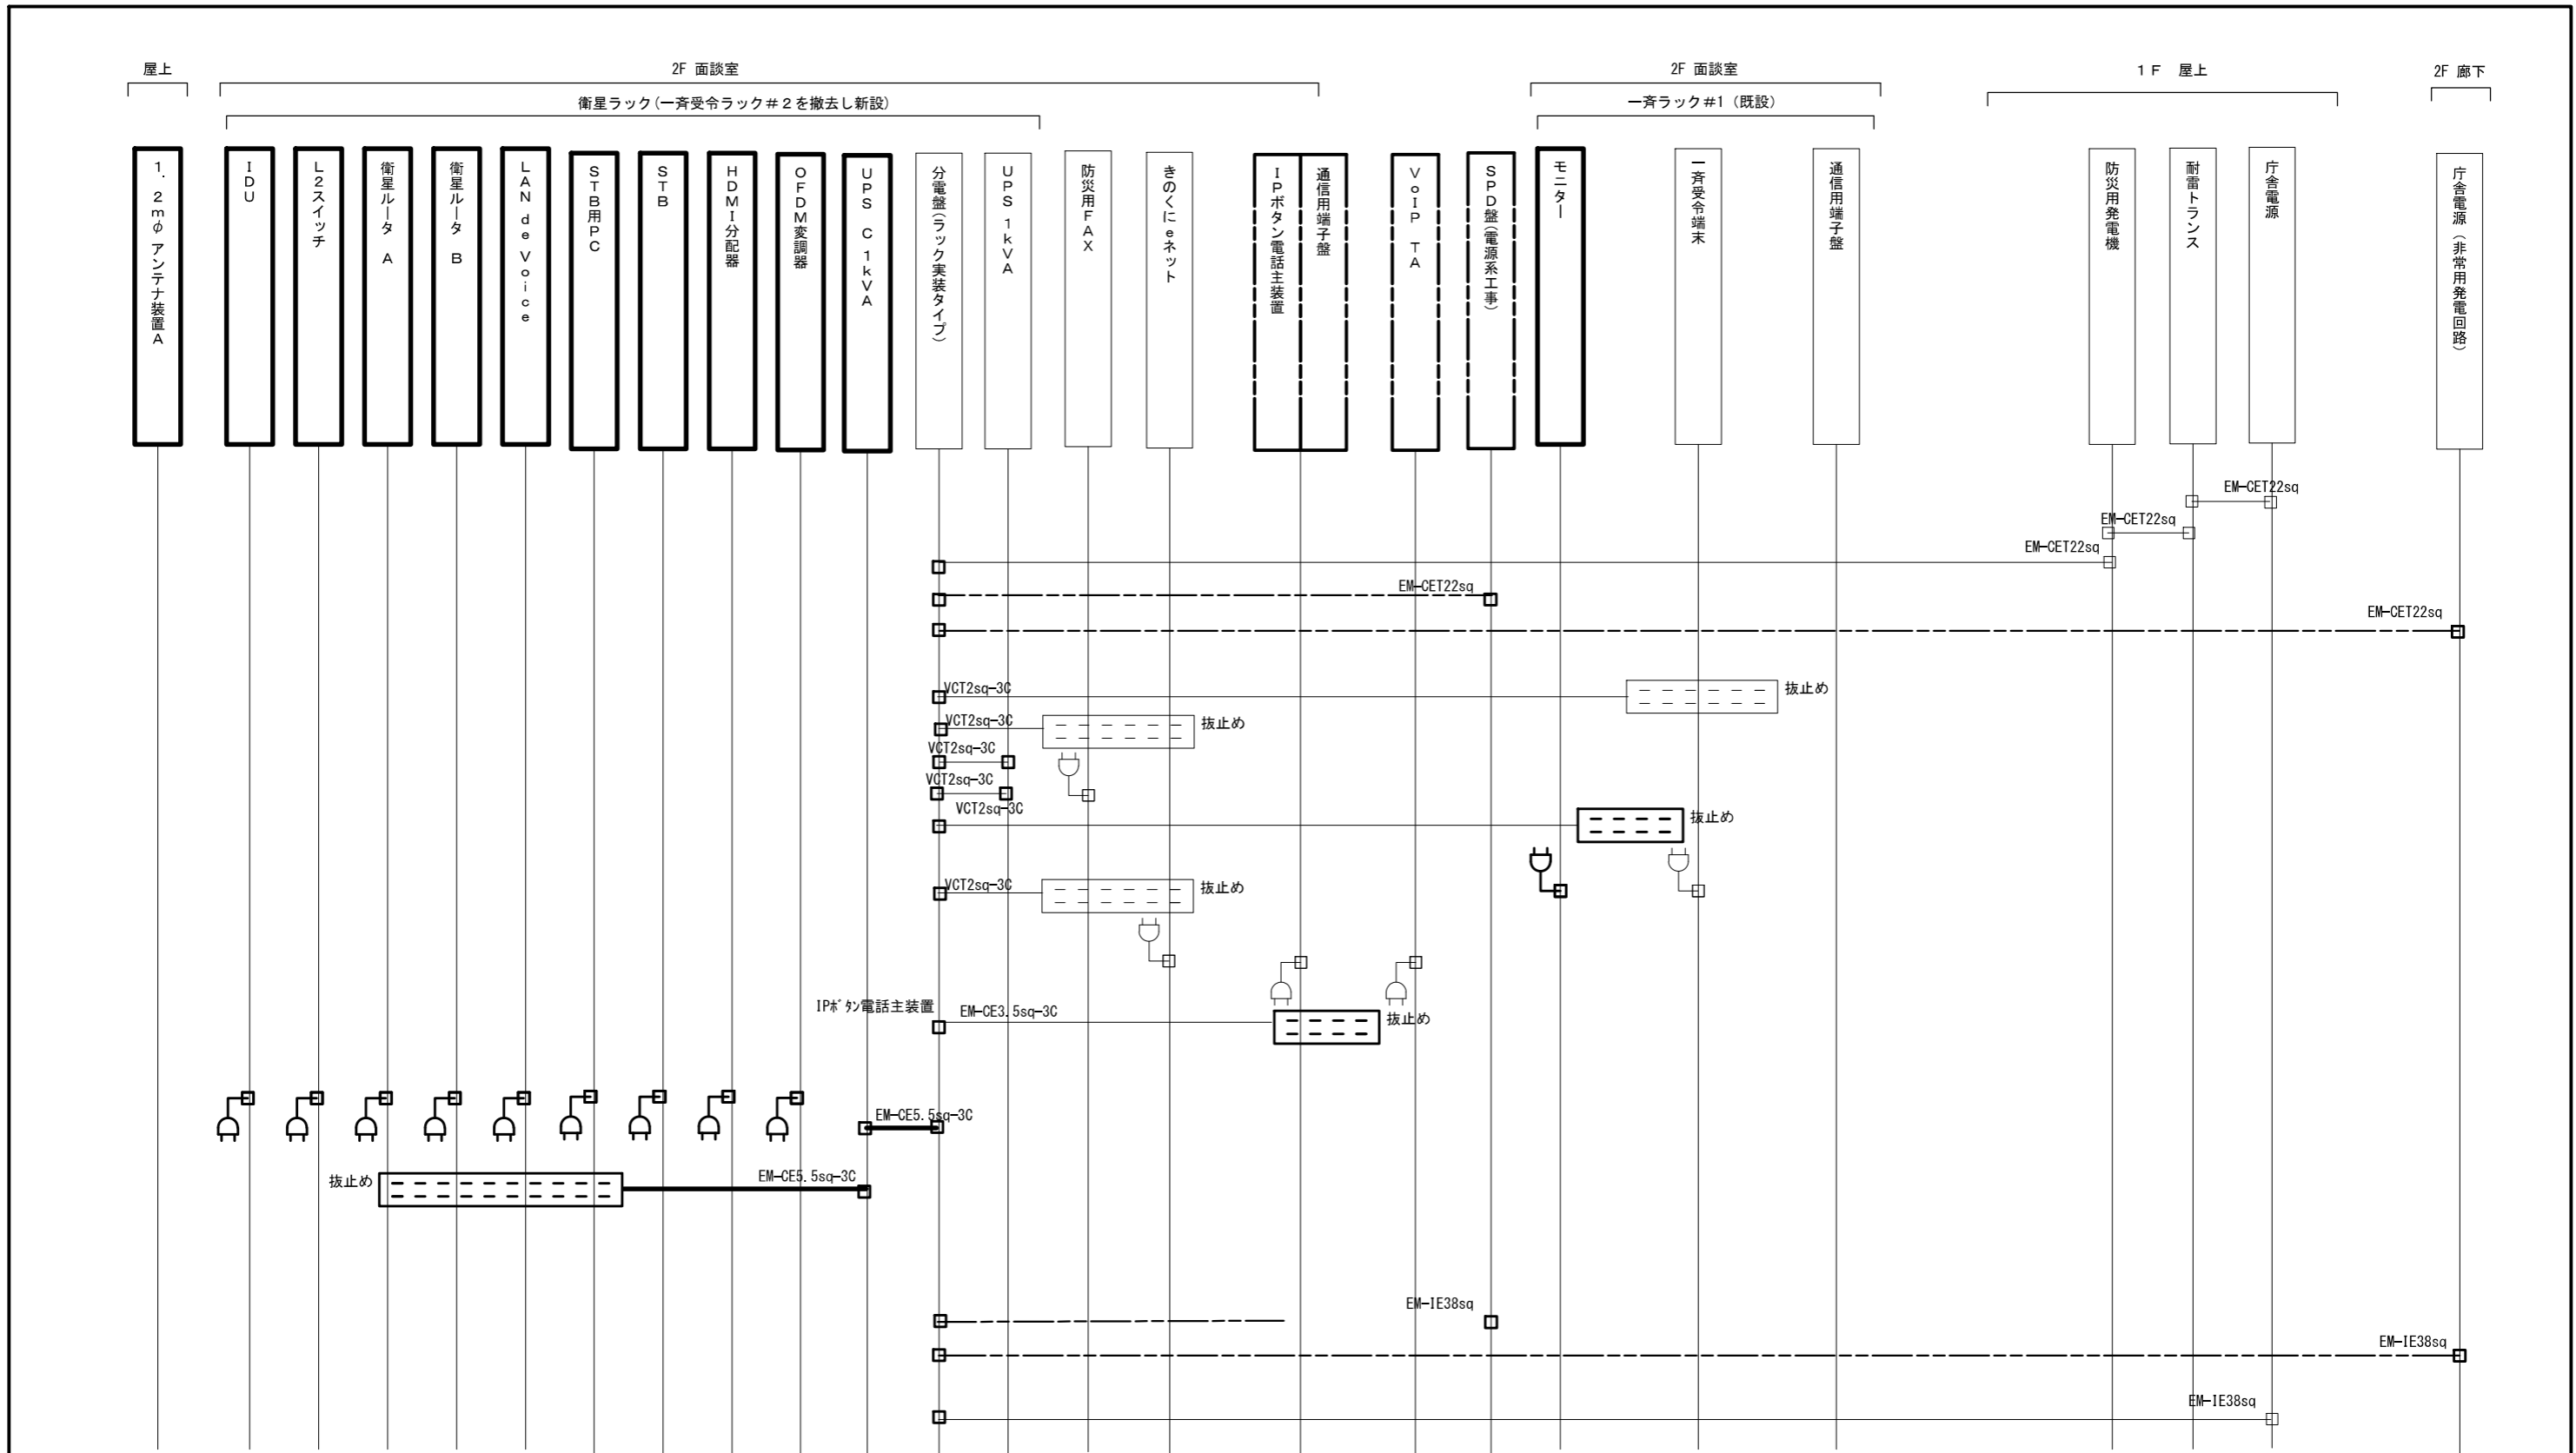 屋上
2F 面談室
2F 面談室
1F 屋上
2F 廊下
衛星ラック(一斉受令ラック＃２を撤去し新設)
一斉ラック#1（既設）
１．２ｍφ アンテナ装置Ａ
ＩＤＵ
Ｌ２スイッチ
衛星ルータ Ａ
衛星ルータ Ｂ
ＬＡＮ ｄｅ Ｖｏｉｃｅ
ＳＴＢ用ＰＣ
ＳＴＢ
ＨＤＭＩ分配器
ＯＦＤＭ変調器
ＵＰＳ Ｃ １ｋＶＡ
分電盤(ラック実装タイプ)
ＵＰＳ １ｋＶＡ
防災用ＦＡＸ
きのくにｅネット
ＩＰボタン電話主装置
通信用端子盤
ＶｏＩＰ ＴＡ
ＳＰＤ盤(電源系工事)
モニター
一斉受令端末
通信用端子盤
防災用発電機
耐雷トランス
庁舎電源
庁舎電源（非常用発電回路）
EM-CET22sq
EM-CET22sq
EM-CET22sq
EM-CET22sq
EM-CET22sq
VCT2sq-3C
抜止め
VCT2sq-3C
抜止め
VCT2sq-3C
VCT2sq-3C
VCT2sq-3C
抜止め
VCT2sq-3C
抜止め
IPﾎﾞﾀﾝ電話主装置
EM-CE3.5sq-3C
抜止め
EM-CE5.5sq-3C
抜止め
EM-CE5.5sq-3C
EM-IE38sq
EM-IE38sq
EM-IE38sq